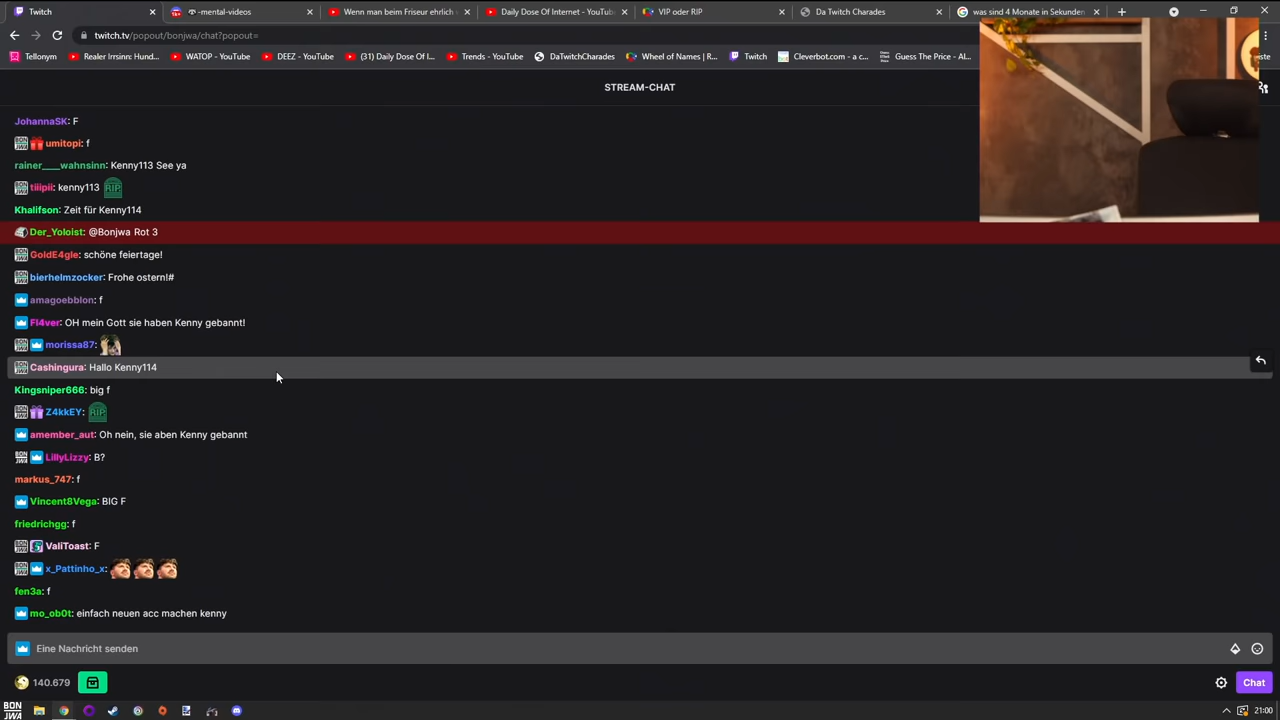 Twitch
-mental-videos
Wenn man beim Friseur ehrlich
Daily Dose Of Internet - YouTub
VIP oder RIP
Da Twitch Charades
was sind 4 Monate in Sekunden
twitch.tv/popout/bonjwa/chat?popout=
Tellonym
Realer Irrsinn: Hund...
WATOP - YouTube
DEEZ - YouTube
(31) Daily Dose Of I...
Trends - YouTube
DaTwitchCharades
Wheel of Names | R...
Twitch
Cleverbot.com - a c...
Guess The Price - Al...
STREAM-CHAT
JohannaSK: F
umitopi: f
rainer____wahnsinn: Kenny113 See ya
tiiipii: kenny113 RIP
Khalifson: Zeit für Kenny114
Der_Yoloist: @Bonjwa Rot 3
GoldE4gle: schöne feiertage!
bierhelmzocker: Frohe ostern!#
amagoebblon: f
Fl4ver: OH mein Gott sie haben Kenny gebannt!
morissa87:
Cashingura: Hallo Kenny114
Kingsniper666: big f
Z4kkEY: RIP
amember_aut: Oh nein, sie aben Kenny gebannt
LillyLizzy: B?
markus_747: f
Vincent8Vega: BIG F
friedrichgg: f
ValiToast: F
x_Pattinho_x:
fen3a: f
mo_ob0t: einfach neuen acc machen kenny
Eine Nachricht senden
140.679
Chat
BON
JWA
21:00